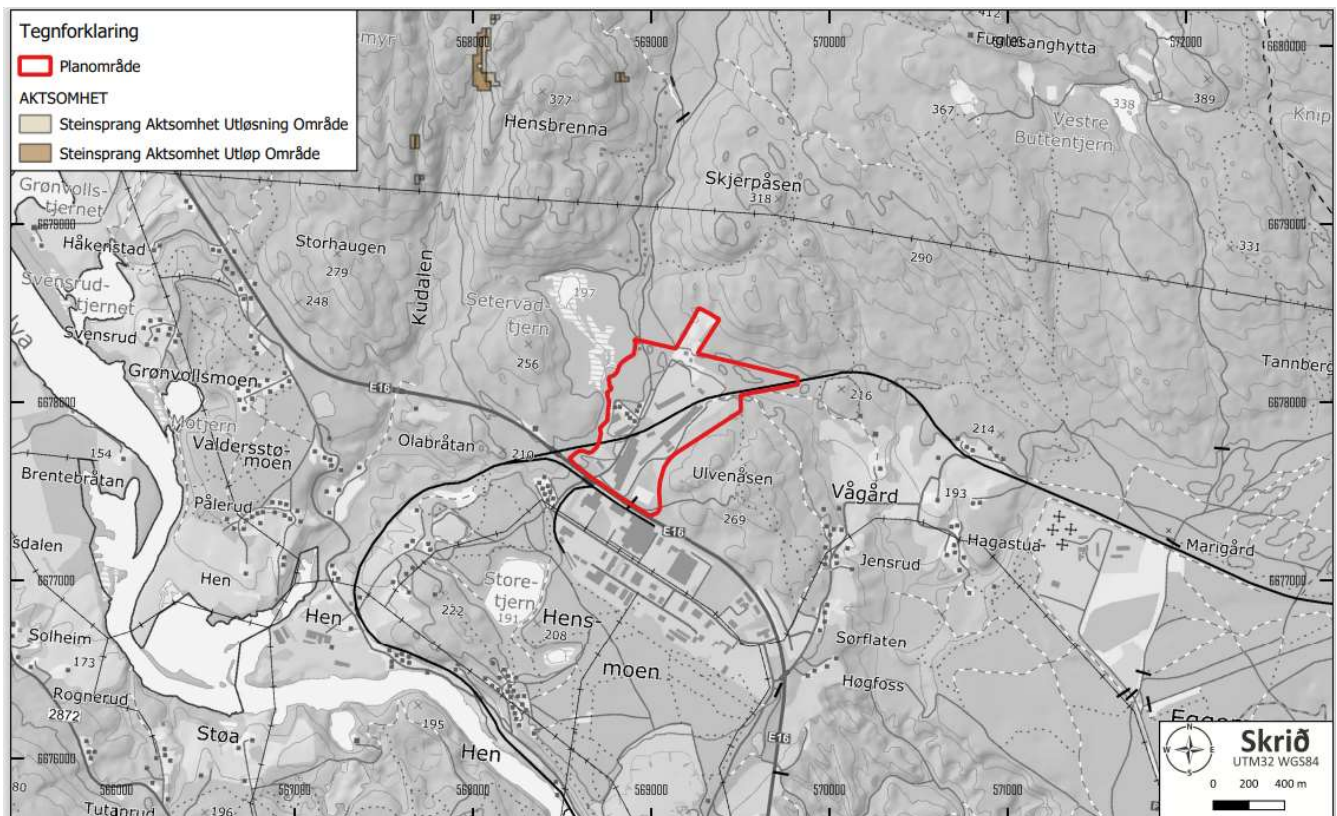 Tegnforklaring
Planområde
AKTSOMHET
Steinsprang Aktsomhet Utløsning Område
Steinsprang Aktsomhet Utløp Område
568000
569000
570000
572000
6680000
412
Fuglesanghytta
377
Hensbrenna
367
338
389
Vestre
Buttentjern
Knip
Grønvolls-
tjernet
Skjerpåsen
318
6679000
6679000
Håkenstad
Storhaugen
279
331
290
Svensrud-
tjernet
248
Kudalen
Setervad-
tjern
197
Svensrud
256
Tannberg
Grønvollsmoen
E16
216
6678000
6678000
Motjern
Valdersstø-
moen
Olabråtan
210
214
154
Brentebråtan
Ulvenåsen
Vågård
193
Pålerud
269
E16
Hagastua
Marigård
sdalen
Jensrud
6677000
6677000
Hen
Store-
tjern
191
222
Hen
Hens-
208
moen
Solheim
173
Sørflaten
Høgfoss
Rognerud
2872
195
Støa
Hen
E16
Egge
6676000
80
Tutanrud
196
568000
569000
570000
571000
N
W
E
S
Skrið
UTM32 WGS84
0 200 400 m